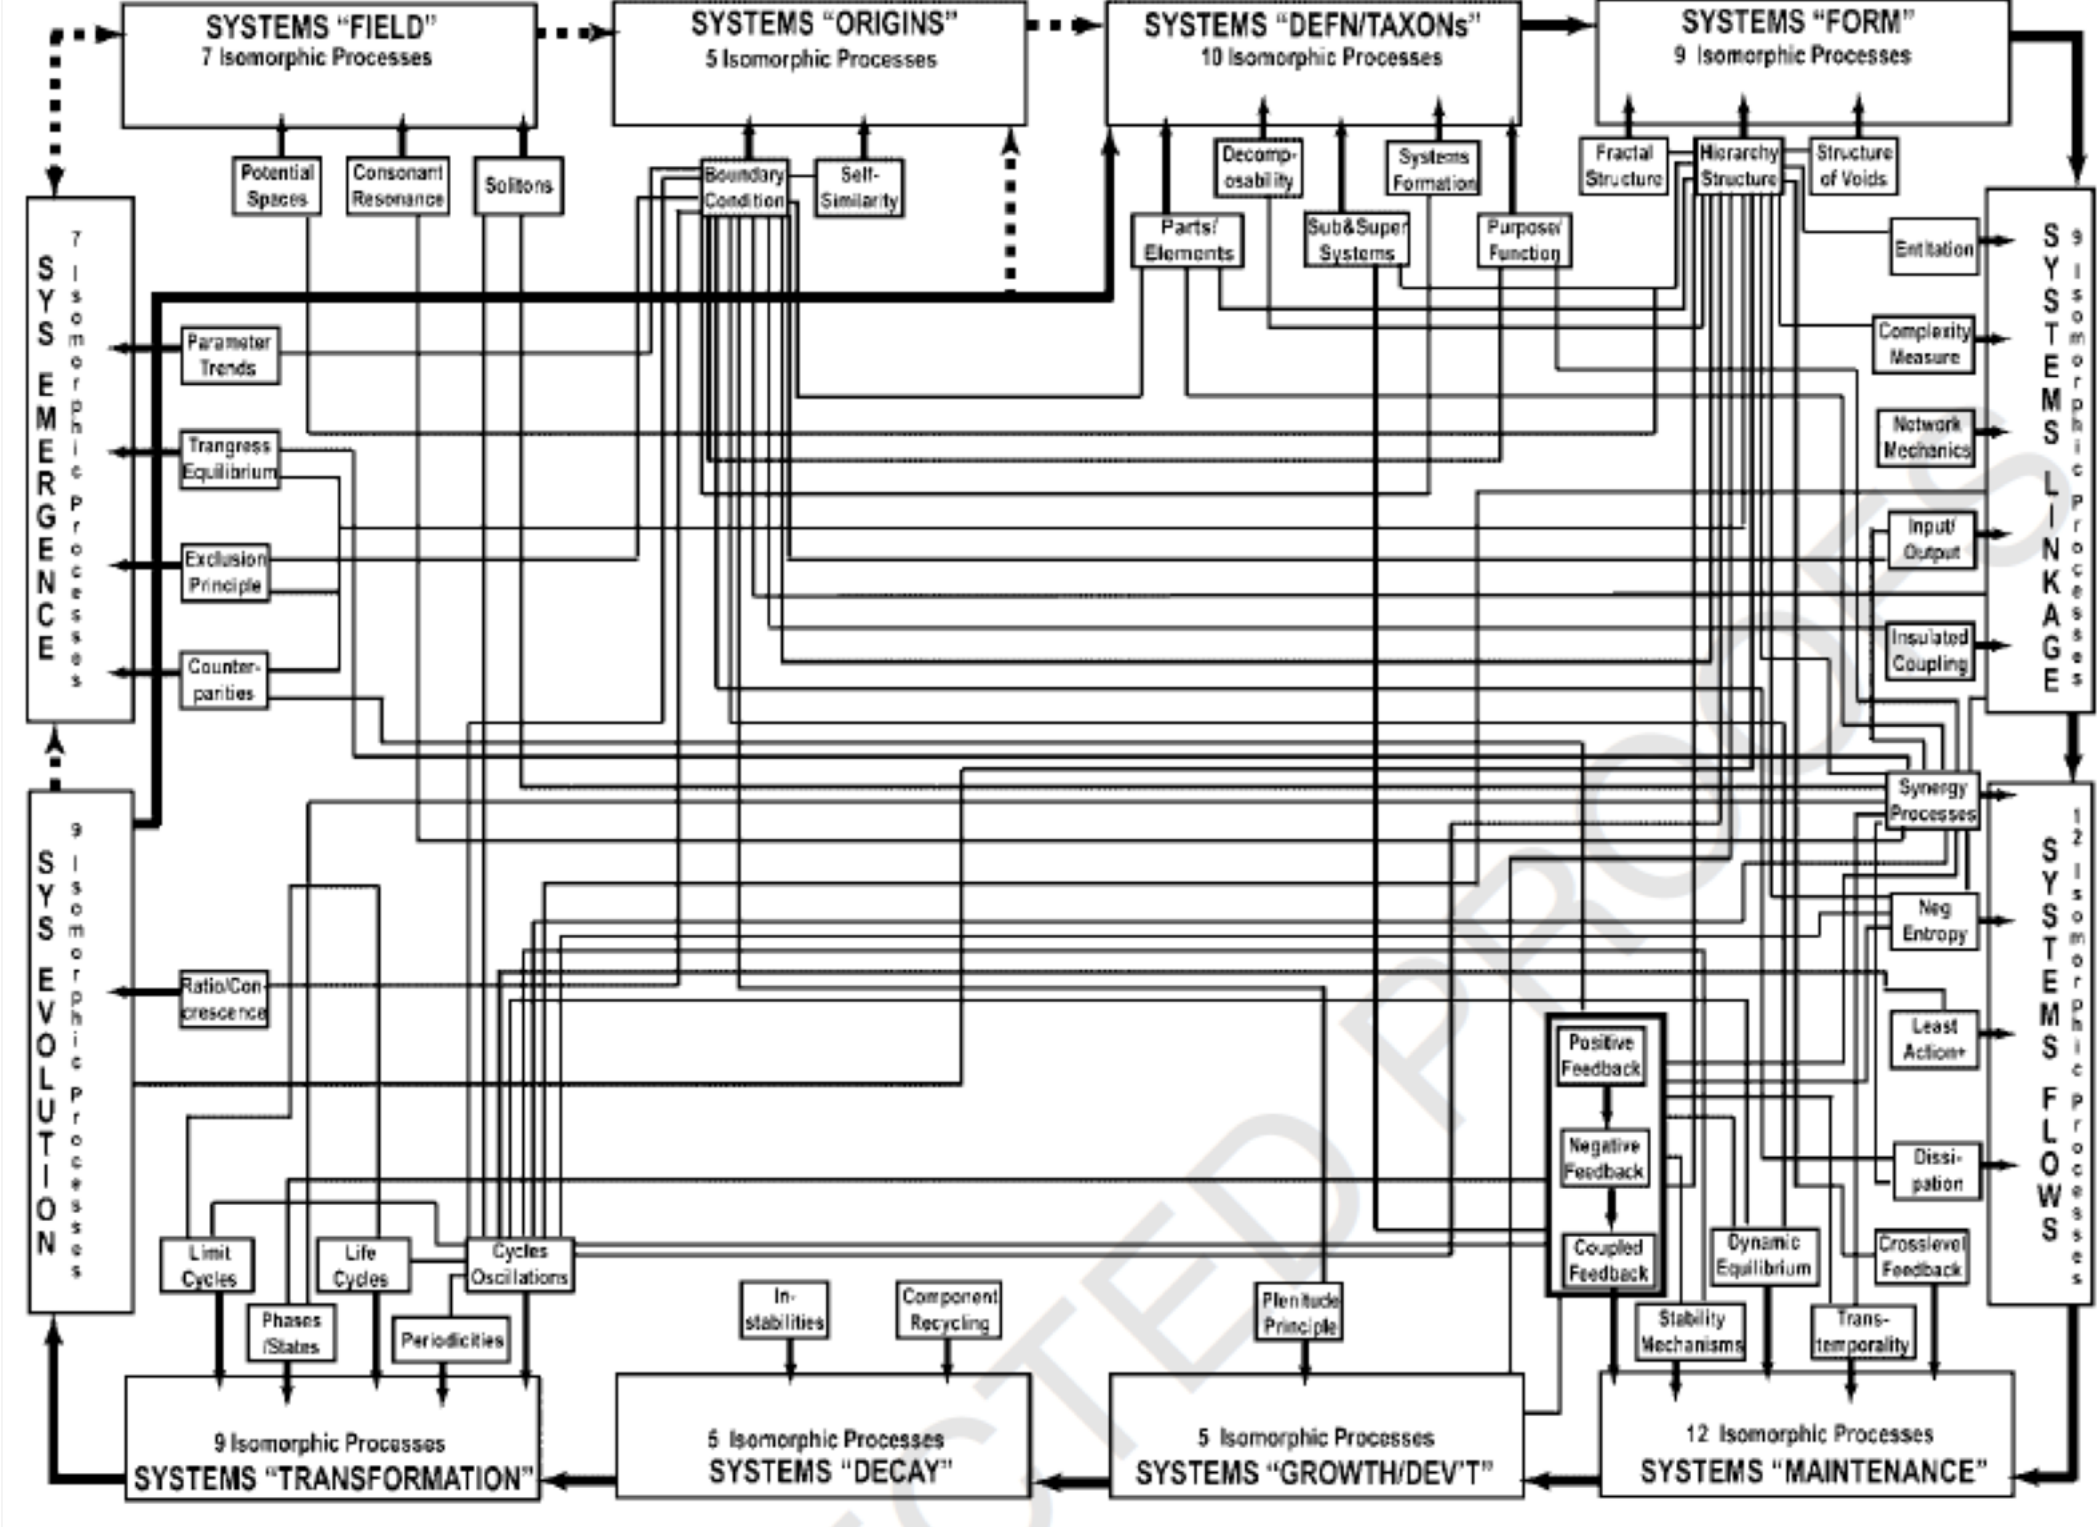 SYSTEMS “FIELD”
7 Isomorphic Processes
SYSTEMS “ORIGINS”
5 Isomorphic Processes
SYSTEMS “DEFN/TAXONs”
10 Isomorphic Processes
SYSTEMS “FORM”
9 Isomorphic Processes
Potential
Spaces
Consonant
Resonance
Solitons
Boundary
Condition
Self-
Similarity
Decomp-
osability
Systems
Formation
Parts/
Elements
Sub&Super
Systems
Purpose/
Function
Fractal
Structure
Hierarchy
Structure
Structure
of Voids
SYS EMERGENCE
7 Isomorphic Processes
Parameter
Trends
Trangress
Equilibrium
Exclusion
Principle
Counter-
parities
Entitation
Complexity
Measure
Network
Mechanics
Input/
Output
Insulated
Coupling
SYSTEMS LINKAGE
9 Isomorphic Processes
SYS EVOLUTION
9 Isomorphic Processes
Ratio/Con-
crescence
Synergy
Processes
Neg
Entropy
Least
Action+
Dissi-
pation
SYSTEMS FLOWS
12 Isomorphic Processes
Positive
Feedback
Negative
Feedback
Coupled
Feedback
Limit
Cycles
Phases
/States
Life
Cycles
Periodicities
Cycles
Oscillations
In-
stabilities
Component
Recycling
Plenitude
Principle
Stability
Mechanisms
Dynamic
Equilibrium
Trans-
temporality
Crosslevel
Feedback
9 Isomorphic Processes
SYSTEMS “TRANSFORMATION”
5 Isomorphic Processes
SYSTEMS “DECAY”
5 Isomorphic Processes
SYSTEMS “GROWTH/DEV’T”
12 Isomorphic Processes
SYSTEMS “MAINTENANCE”
CTED PROOFS